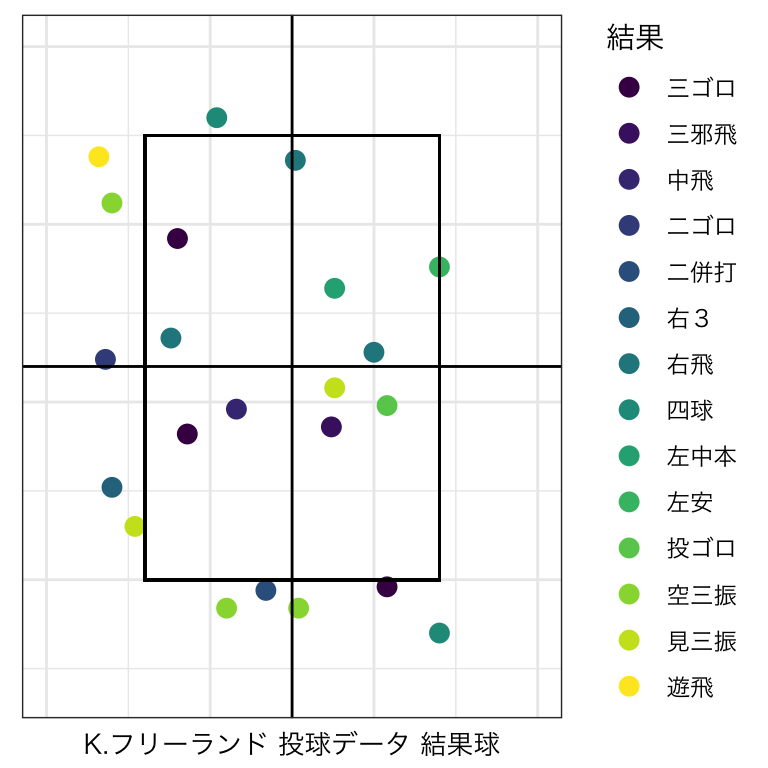 結果
三ゴロ
三邪飛
中飛
二ゴロ
二併打
右３
右飛
四球
左中本
左安
投ゴロ
空三振
見三振
遊飛
K.フリーランド 投球データ 結果球